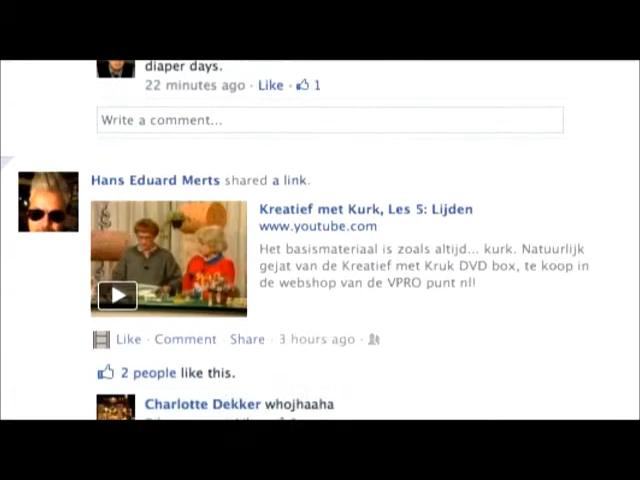 diaper days.
22 minutes ago · Like · 1
Write a comment...
Hans Eduard Merts shared a link.
Kreatief met Kurk, Les 5: Lijden
www.youtube.com
Het basismateriaal is zoals altijd... kurk. Natuurlijk
gejat van de Kreatief met Kruk DVD box, te koop in
de webshop van de VPRO punt nl!
Like · Comment · Share · 3 hours ago ·
2 people like this.
Charlotte Dekker whojhaaha